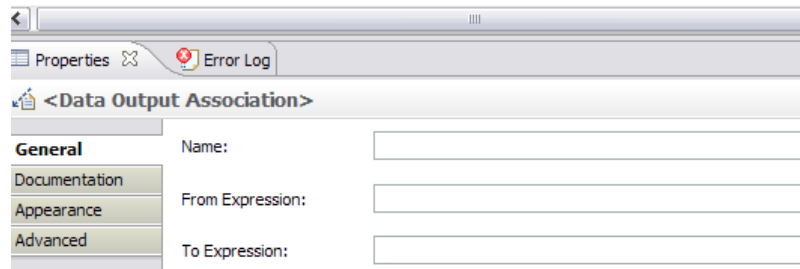 Properties Error Log
<Data Output Association>
General
Name:
Documentation
From Expression:
Appearance
Advanced
To Expression: